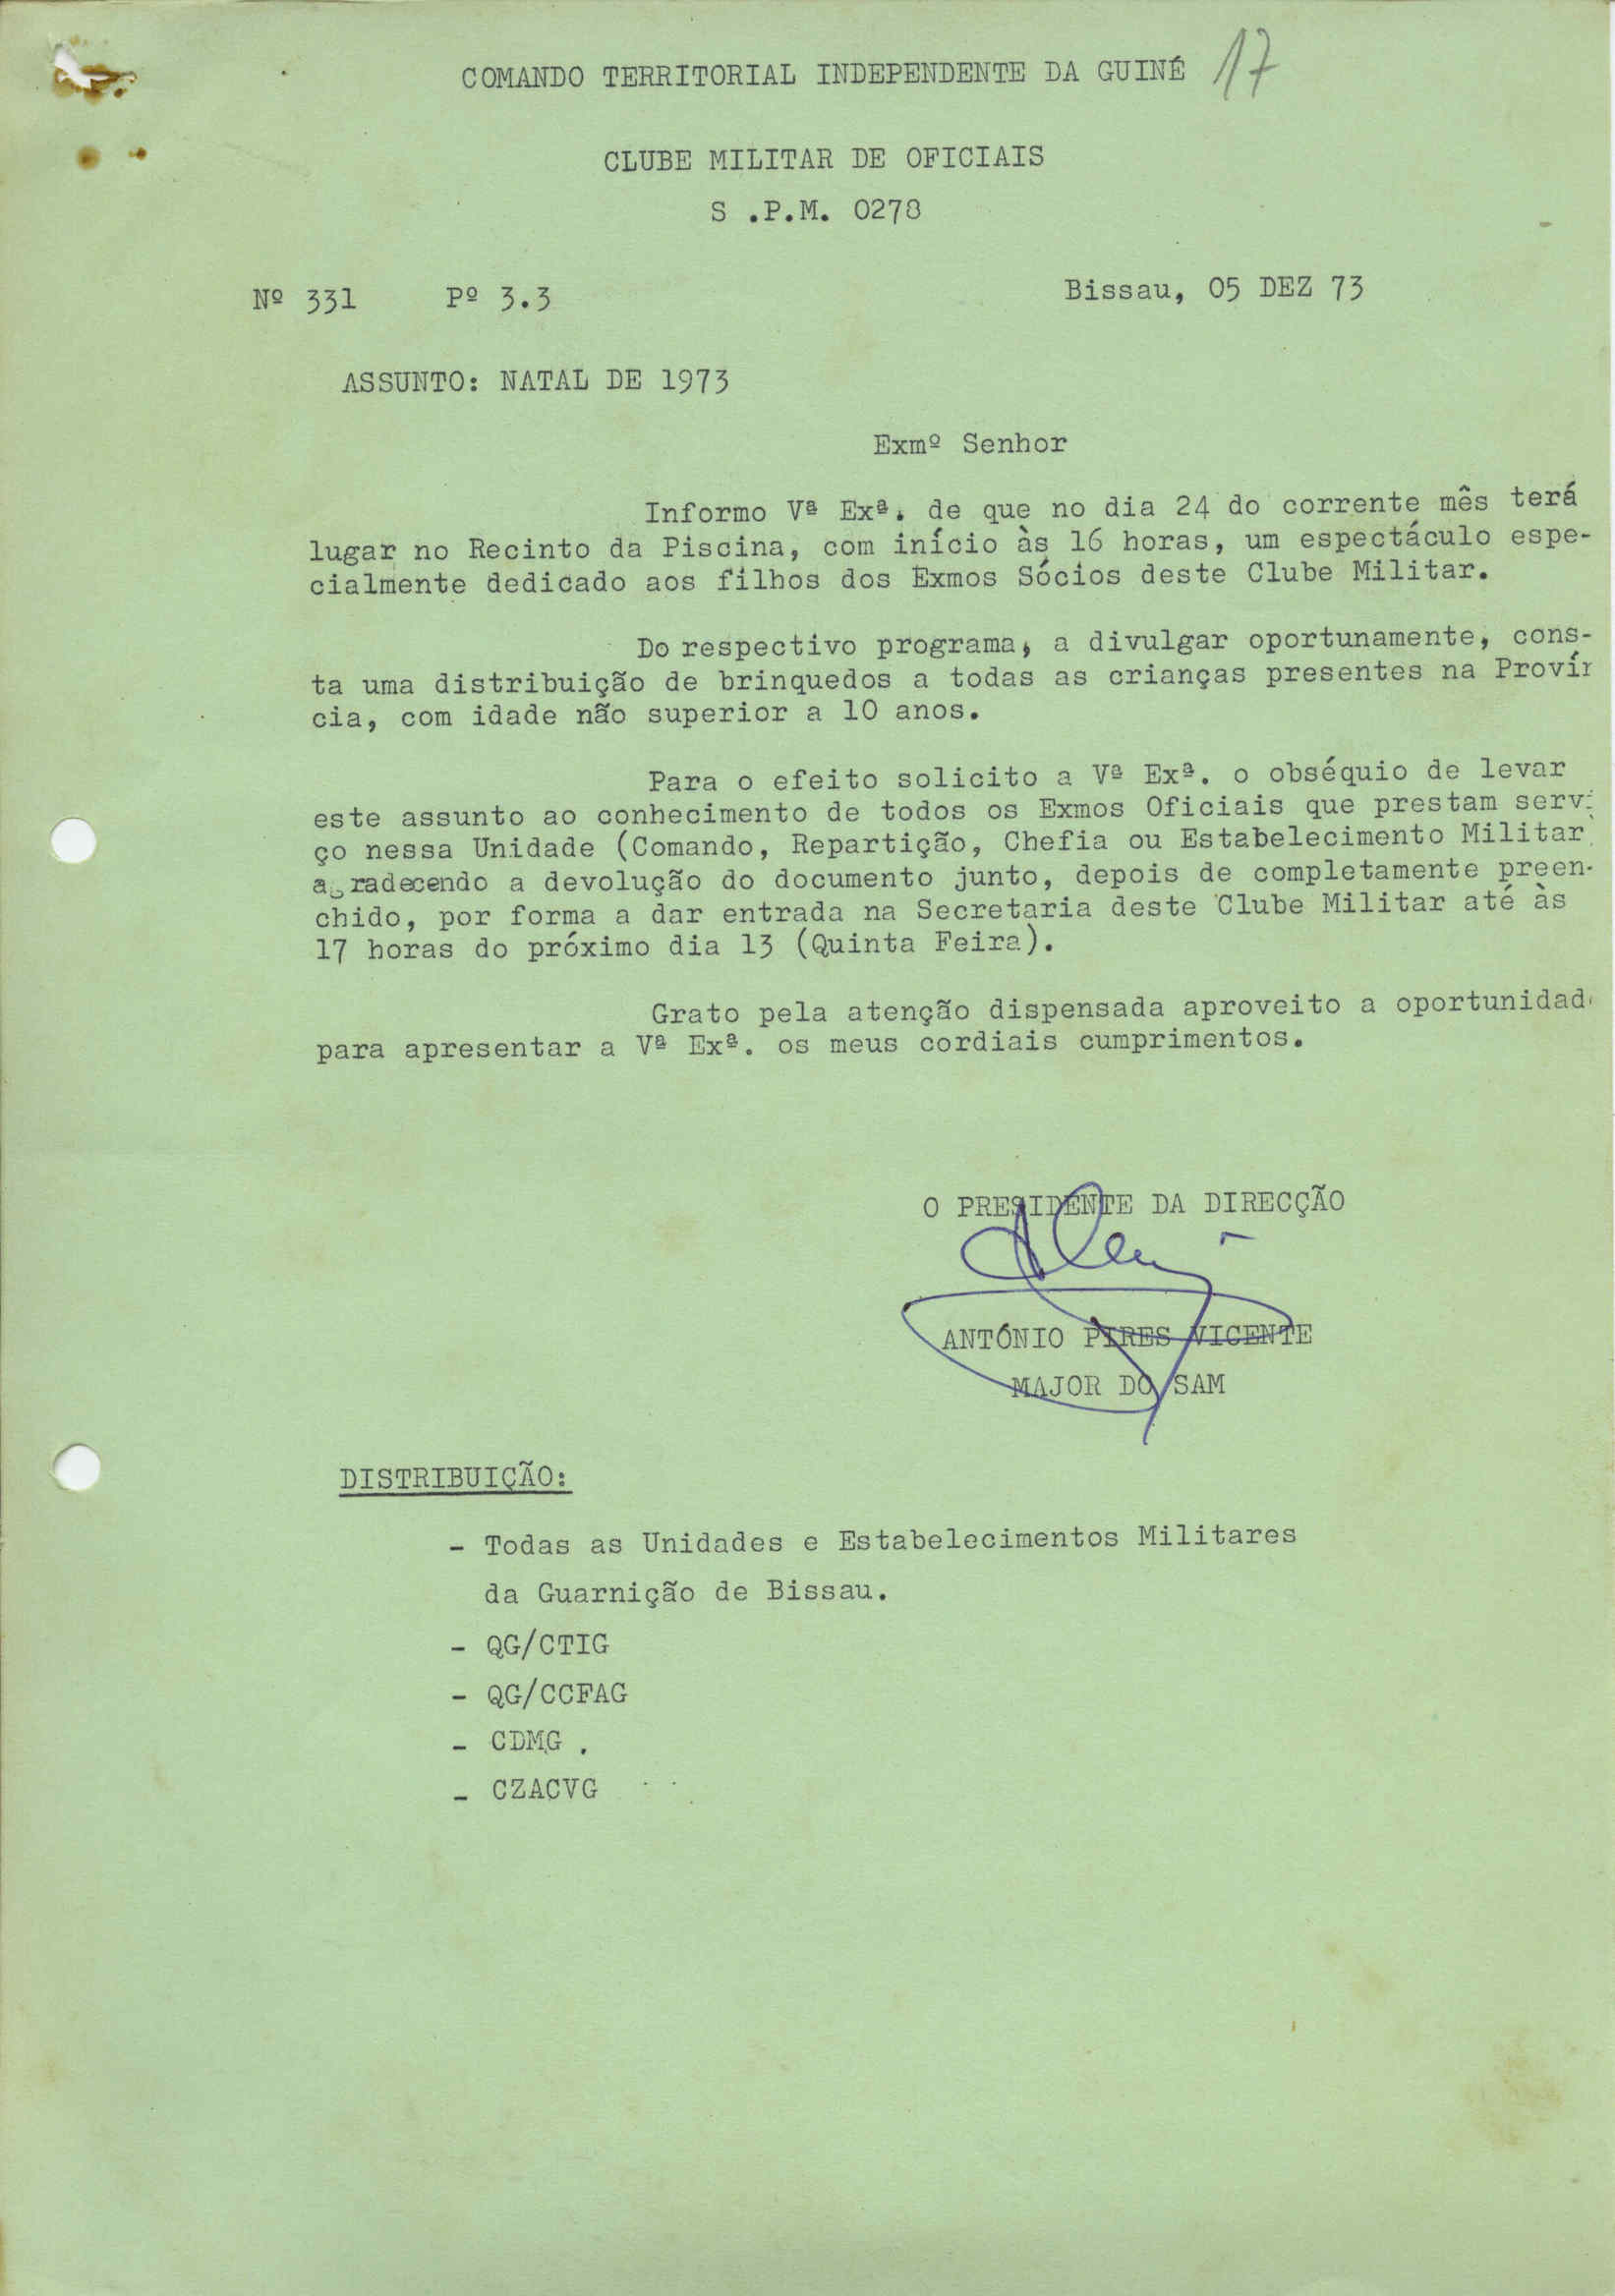 COMANDO TERRITORIAL INDEPENDENTE DA GUINÉ 17
CLUBE MILITAR DE OFICIAIS
S .P.M. 0278
Nº 331 Pº 3.3 Bissau, 05 DEZ 73
ASSUNTO: NATAL DE 1973
Exmº Senhor
Informo Vª Exª. de que no dia 24 do corrente mês terá
lugar no Recinto da Piscina, com início às 16 horas, um espectáculo espe-
cialmente dedicado aos filhos dos Exmos Sócios deste Clube Militar.
Do respectivo programa, a divulgar oportunamente, cons-
ta uma distribuição de brinquedos a todas as crianças presentes na Provín
cia, com idade não superior a 10 anos.
Para o efeito solicito a Vª Exª. o obséquio de levar
este assunto ao conhecimento de todos os Exmos Oficiais que prestam servi
ço nessa Unidade (Comando, Repartição, Chefia ou Estabelecimento Militar
agradecendo a devolução do documento junto, depois de completamente preen-
chido, por forma a dar entrada na Secretaria deste Clube Militar até às
17 horas do próximo dia 13 (Quinta Feira).
Grato pela atenção dispensada aproveito a oportunidad
para apresentar a Vª Exª. os meus cordiais cumprimentos.
O PRESIDENTE DA DIRECÇÃO
ANTÓNIO PIRES VICENTE
MAJOR DO SAM
DISTRIBUIÇÃO:
- Todas as Unidades e Estabelecimentos Militares
da Guarnição de Bissau.
- QG/CTIG
- QG/CCFAG
- CDMG .
- CZACVG